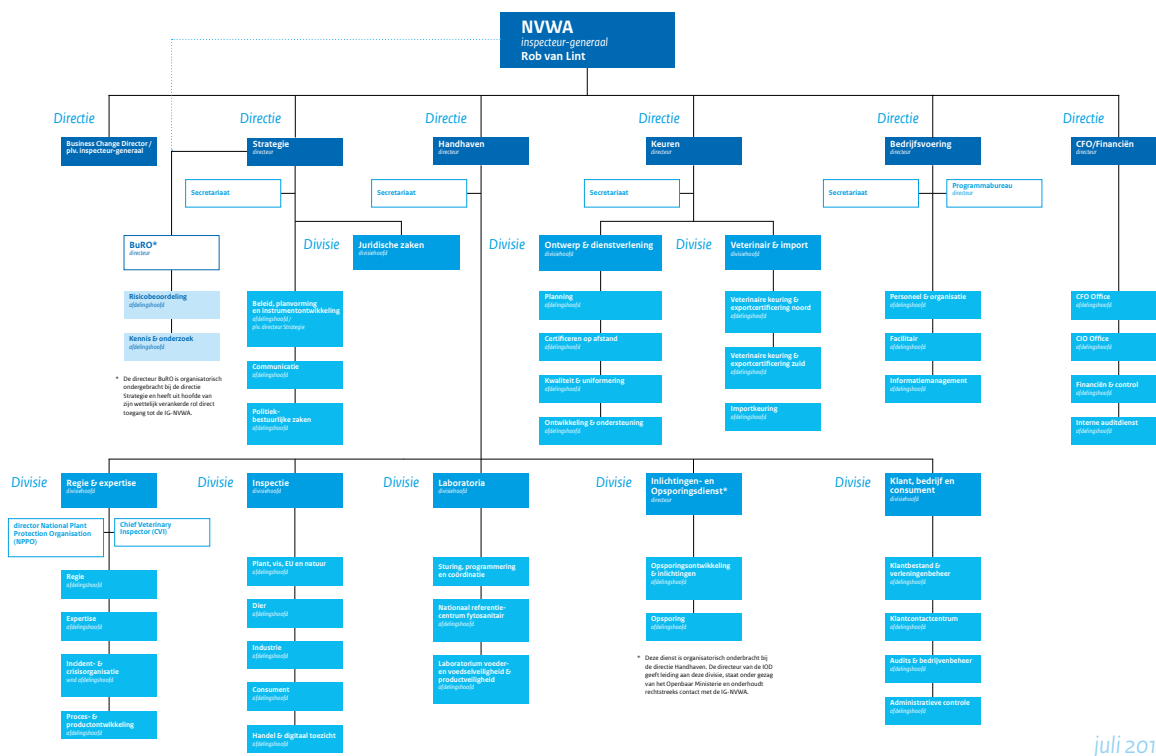 NVWA
inspecteur-generaal
Rob van Lint
Directie
Directie
Directie
Directie
Directie
Directie
Business Change Director /
plv. inspecteur-generaal
Strategie
directeur
Handhaven
directeur
Keuren
directeur
Bedrijfsvoering
directeur
CFO/Financiën
directeur
Secretariaat
Secretariaat
Secretariaat
Secretariaat
Programmabureau
directeur
BuRO*
directeur
Divisie
Juridische zaken
divisiehoofd
Divisie
Ontwerp & dienstverlening
divisiehoofd
Divisie
Veterinair & import
divisiehoofd
Risicobeoordeling
afdelingshoofd
Kennis & onderzoek
afdelingshoofd
* De directeur BuRO is organisatorisch
ondergebracht bij de directie
Strategie en heeft uit hoofde van
zijn wettelijk verankerde rol direct
toegang tot de IG-NVWA.
Beleid, planvorming
en instrumentontwikkeling
afdelingshoofd /
plv. directeur Strategie
Communicatie
afdelingshoofd
Politiek-
bestuurlijke zaken
afdelingshoofd
Planning
afdelingshoofd
Certificeren op afstand
afdelingshoofd
Kwaliteit & uniformering
afdelingshoofd
Ontwikkeling & ondersteuning
afdelingshoofd
Veterinaire keuring &
exportcertificering noord
afdelingshoofd
Veterinaire keuring &
exportcertificering zuid
afdelingshoofd
Importkeuring
afdelingshoofd
Personeel & organisatie
afdelingshoofd
Facilitair
afdelingshoofd
Informatiemanagement
afdelingshoofd
CFO Office
afdelingshoofd
CIO Office
afdelingshoofd
Financiën & control
afdelingshoofd
Interne auditdienst
afdelingshoofd
Divisie
Regie & expertise
divisiehoofd
Divisie
Inspectie
divisiehoofd
Divisie
Laboratoria
divisiehoofd
Divisie
Inlichtingen- en
Opsporingsdienst*
directeur
Divisie
Klant, bedrijf en
consument
divisiehoofd
director National Plant
Protection Organisation
(NPPO)
Chief Veterinary
Inspector (CVI)
Regie
afdelingshoofd
Expertise
afdelingshoofd
Incident- &
crisisorganisatie
wnd afdelingshoofd
Proces- &
productontwikkeling
afdelingshoofd
Plant, vis, EU en natuur
afdelingshoofd
Dier
afdelingshoofd
Industrie
afdelingshoofd
Consument
afdelingshoofd
Handel & digitaal toezicht
afdelingshoofd
Sturing, programmering
en coördinatie
afdelingshoofd
Nationaal referentie-
centrum fytosanitair
afdelingshoofd
Laboratorium voeder-
en voedselveiligheid &
productveiligheid
afdelingshoofd
Opsporingsontwikkeling
& inlichtingen
afdelingshoofd
Opsporing
afdelingshoofd
* Deze dienst is organisatorisch onderbracht bij
de directie Handhaven. De directeur van de IOD
geeft leiding aan deze divisie, staat onder gezag
van het Openbaar Ministerie en onderhoudt
rechtstreeks contact met de IG-NVWA.
Klantbestand &
verleningenbeheer
afdelingshoofd
Klantcontactcentrum
afdelingshoofd
Audits & bedrijvenbeheer
afdelingshoofd
Administratieve controle
afdelingshoofd
juli 201